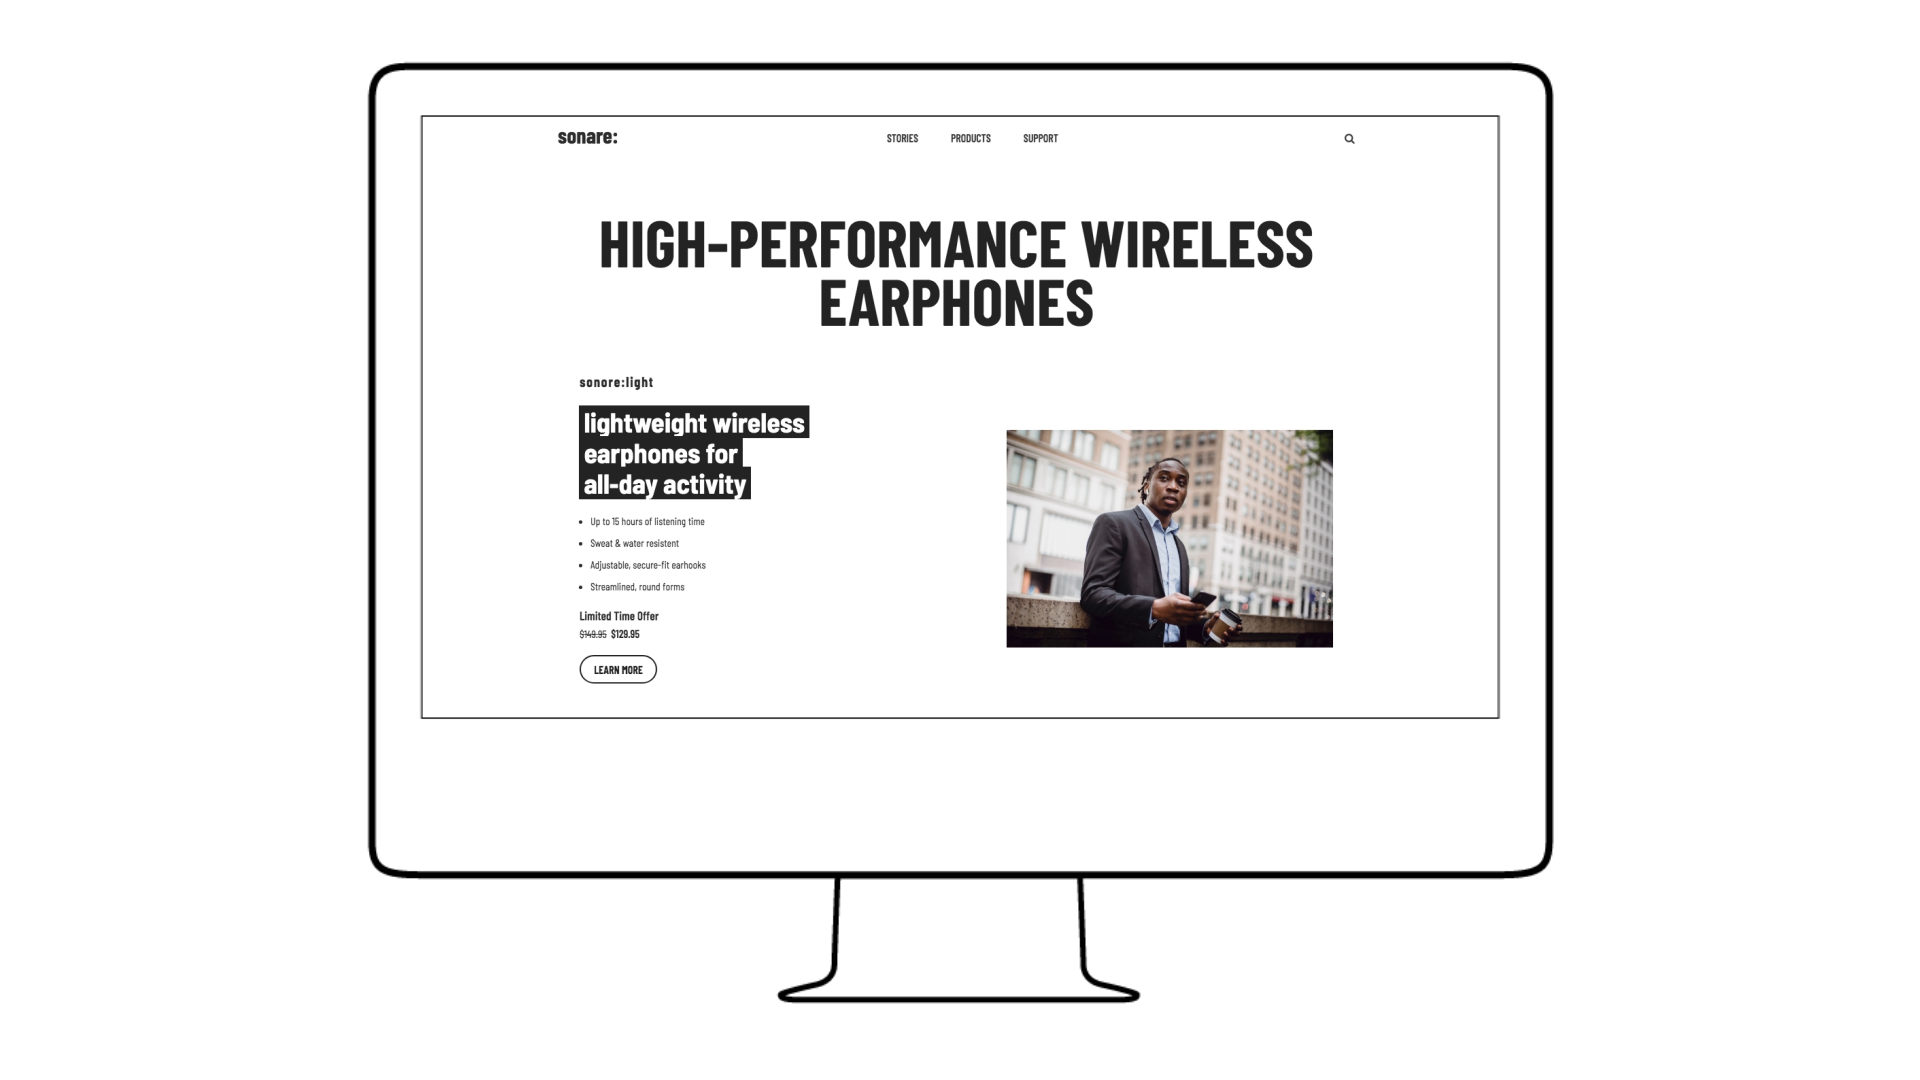 sonare:
STORIES PRODUCTS SUPPORT
HIGH-PERFORMANCE WIRELESS
EARPHONES
sonore:light
lightweight wireless
earphones for
all-day activity
Up to 15 hours of listening time
Sweat & water resistent
Adjustable, secure-fit earhooks
Streamlined, round forms
Limited Time Offer
$149.95 $129.95
LEARN MORE